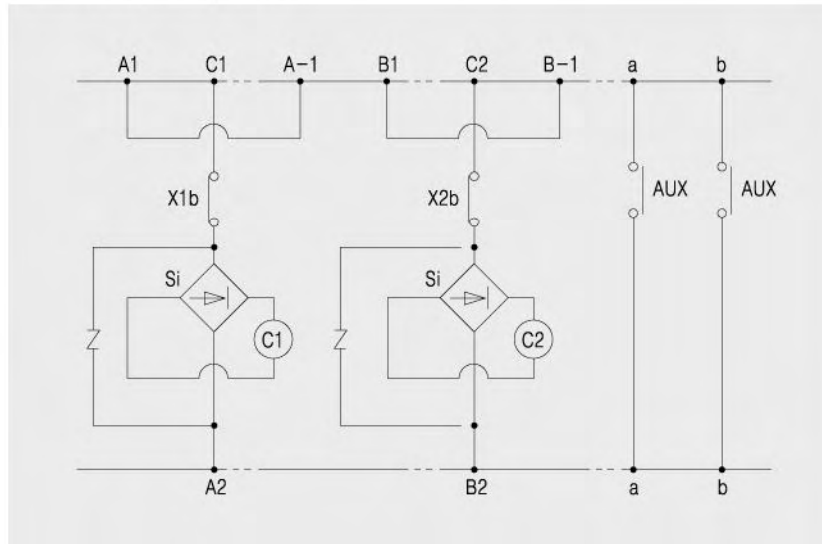 A1 C1 A-1 B1 C2 B-1 a b
X1b X2b AUX AUX
Si Si
C1 C2
A2 B2 a b